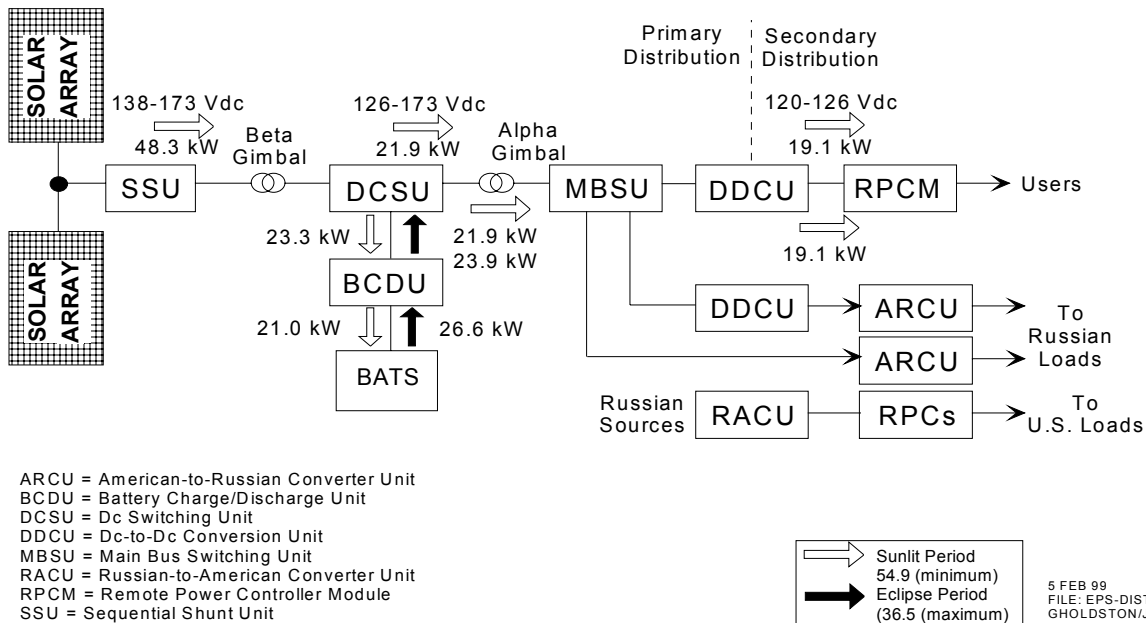 SOLAR
ARRAY
SOLAR
ARRAY
138-173 Vdc
48.3 kW
SSU
Beta
Gimbal
126-173 Vdc
21.9 kW
DCSU
23.3 kW
BCDU
21.0 kW
26.6 kW
BATS
Alpha
Gimbal
21.9 kW
23.9 kW
MBSU
Primary
Distribution
Secondary
Distribution
120-126 Vdc
19.1 kW
DDCU
RPCM
Users
19.1 kW
DDCU
ARCU
ARCU
To
Russian
Loads
Russian
Sources
RACU
RPCs
To
U.S. Loads
ARCU = American-to-Russian Converter Unit
BCDU = Battery Charge/Discharge Unit
DCSU = Dc Switching Unit
DDCU = Dc-to-Dc Conversion Unit
MBSU = Main Bus Switching Unit
RACU = Russian-to-American Converter Unit
RPCM = Remote Power Controller Module
SSU = Sequential Shunt Unit
Sunlit Period
54.9 (minimum)
Eclipse Period
(36.5 (maximum)
5 FEB 99
FILE: EPS-DIST
GHOLDSTON/